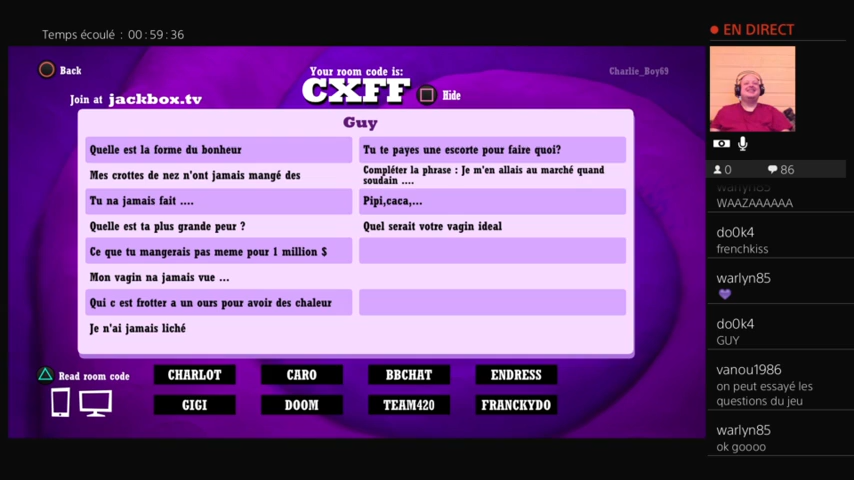 Temps écoulé : 00:59:36
EN DIRECT
Back
Your room code is:
CXFF
Hide
Charlie_Boy69
Join at jackbox.tv
Guy
Quelle est la forme du bonheur
Mes crottes de nez n'ont jamais mangé des
Tu na jamais fait ....
Quelle est ta plus grande peur ?
Ce que tu mangerais pas meme pour 1 million $
Mon vagin na jamais vue ...
Qui c est frotter a un ours pour avoir des chaleur
Je n'ai jamais liché
Tu te payes une escorte pour faire quoi?
Compléter la phrase : Je m'en allais au marché quand
soudain ....
Pipi,caca,...
Quel serait votre vagin ideal
Read room code
CHARLOT
CARO
BBCHAT
ENDRESS
GIGI
DOOM
TEAM420
FRANCKYDO
0
86
warlyn85
WAAZAAAAAA
do0k4
frenchkiss
warlyn85
💜
do0k4
GUY
vanou1986
on peut essayé les
questions du jeu
warlyn85
ok goooo